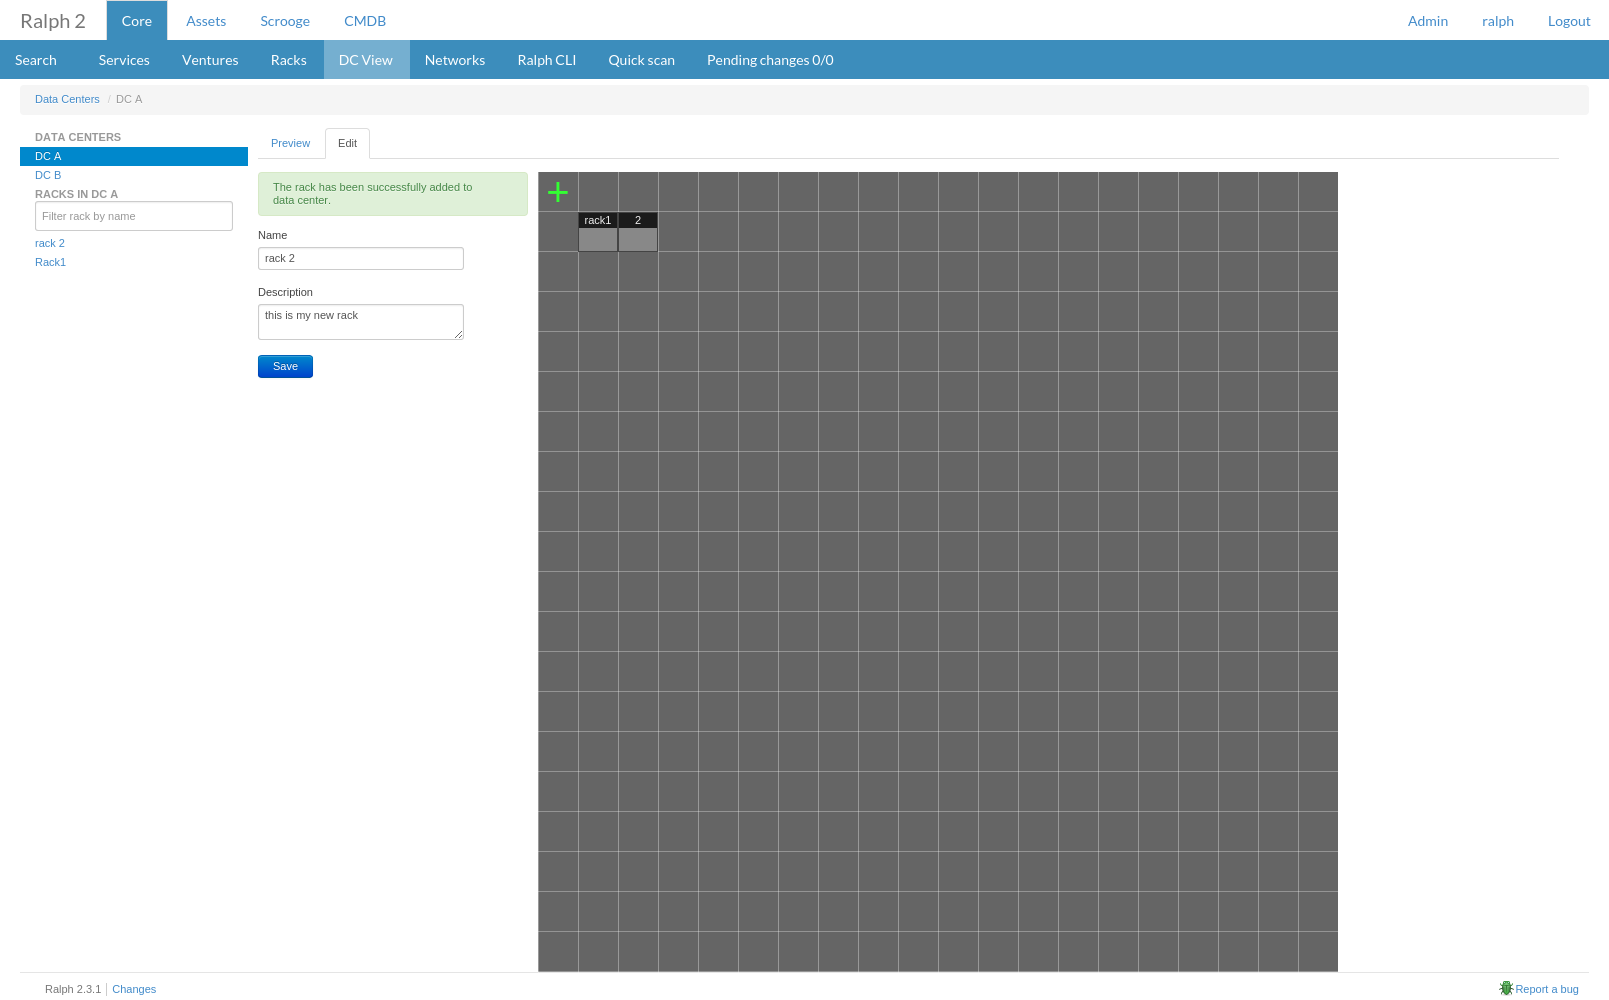 Ralph 2 Core Assets Scrooge CMDB Admin ralph Logout
Search Services Ventures Racks DC View Networks Ralph CLI Quick scan Pending changes 0/0
Data Centers / DC A
DATA CENTERS
DC A
DC B
RACKS IN DC A
Filter rack by name
rack 2
Rack1
Preview Edit
The rack has been successfully added to
data center.
Name
rack 2
Description
this is my new rack
Save
rack1 2
Ralph 2.3.1 Changes Report a bug